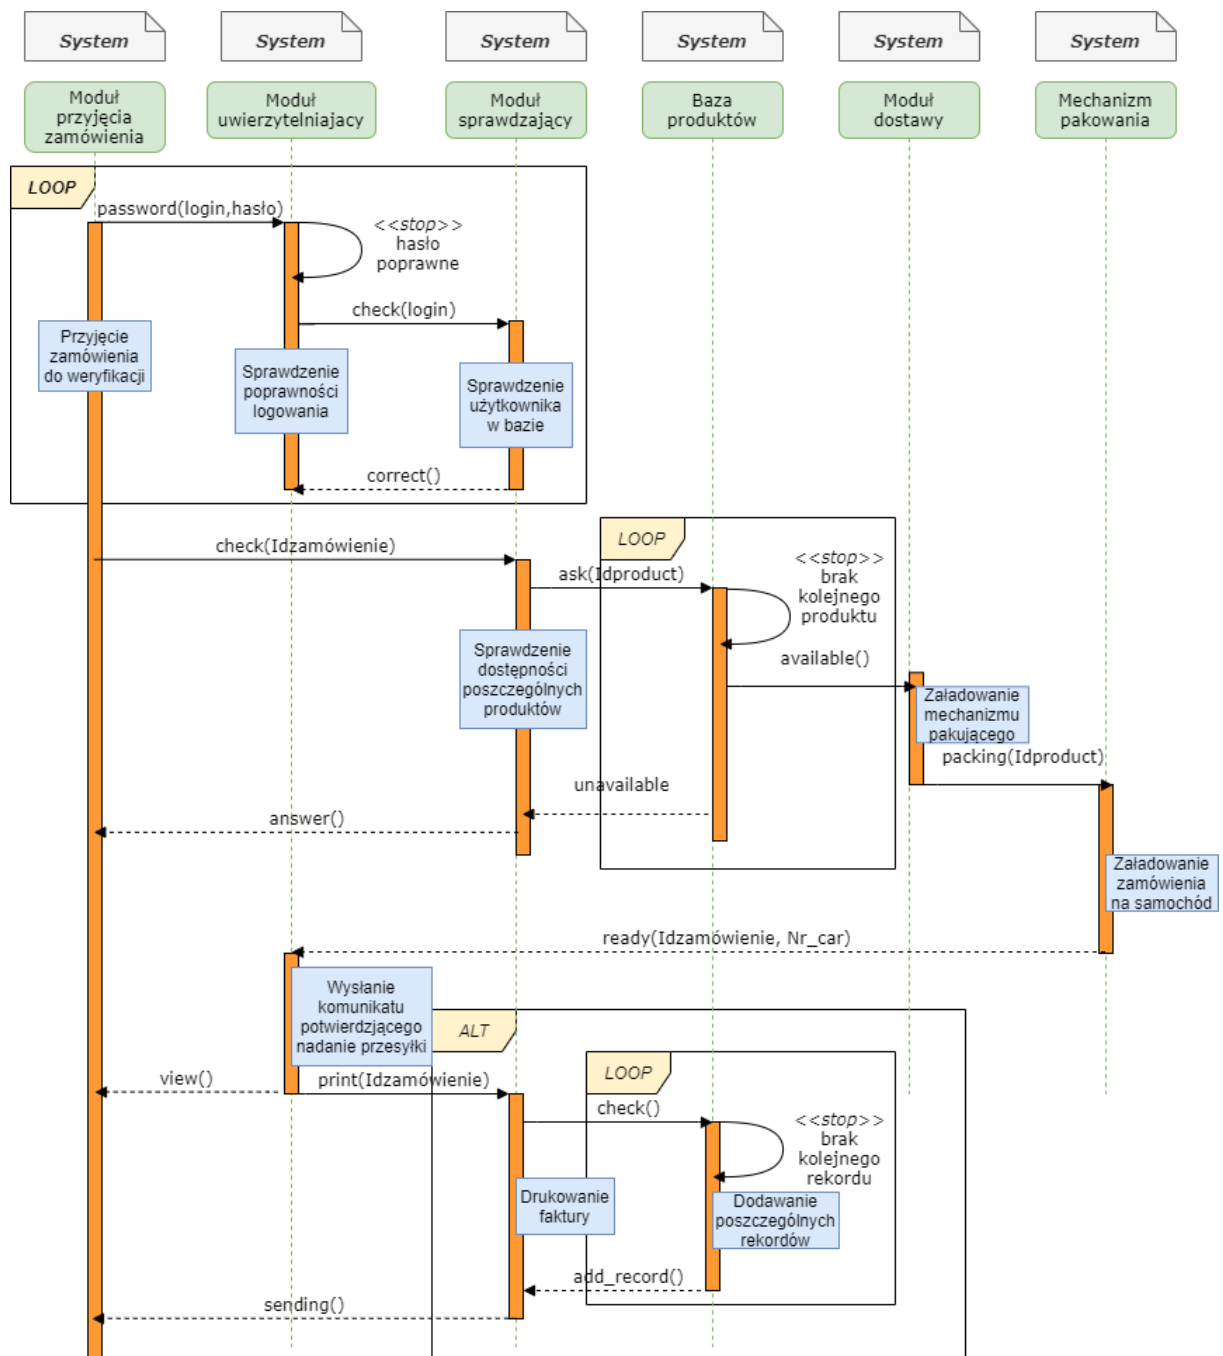 System
System
System
System
System
System
Moduł
przyjęcia
zamówienia
Moduł
uwierzytelniajacy
Moduł
sprawdzający
Baza
produktów
Moduł
dostawy
Mechanizm
pakowania
LOOP
password(login,hasło)
<<stop>>
hasło
poprawne
check(login)
Przyjęcie
zamówienia
do weryfikacji
Sprawdzenie
poprawności
logowania
Sprawdzenie
użytkownika
w bazie
correct()
check(Idzamówienie)
LOOP
ask(Idproduct)
<<stop>>
brak
kolejnego
produktu
available()
Sprawdzenie
dostępności
poszczególnych
produktów
Załadowanie
mechanizmu
pakującego
packing(Idproduct)
unavailable
answer()
Załadowanie
zamówienia
na samochód
ready(Idzamówienie, Nr_car)
Wysłanie
komunikatu
potwierdzjącego
nadanie przesyłki
ALT
LOOP
view()
print(Idzamówienie)
check()
<<stop>>
brak
kolejnego
rekordu
Drukowanie
faktury
Dodawanie
poszczególnych
rekordów
add_record()
sending()